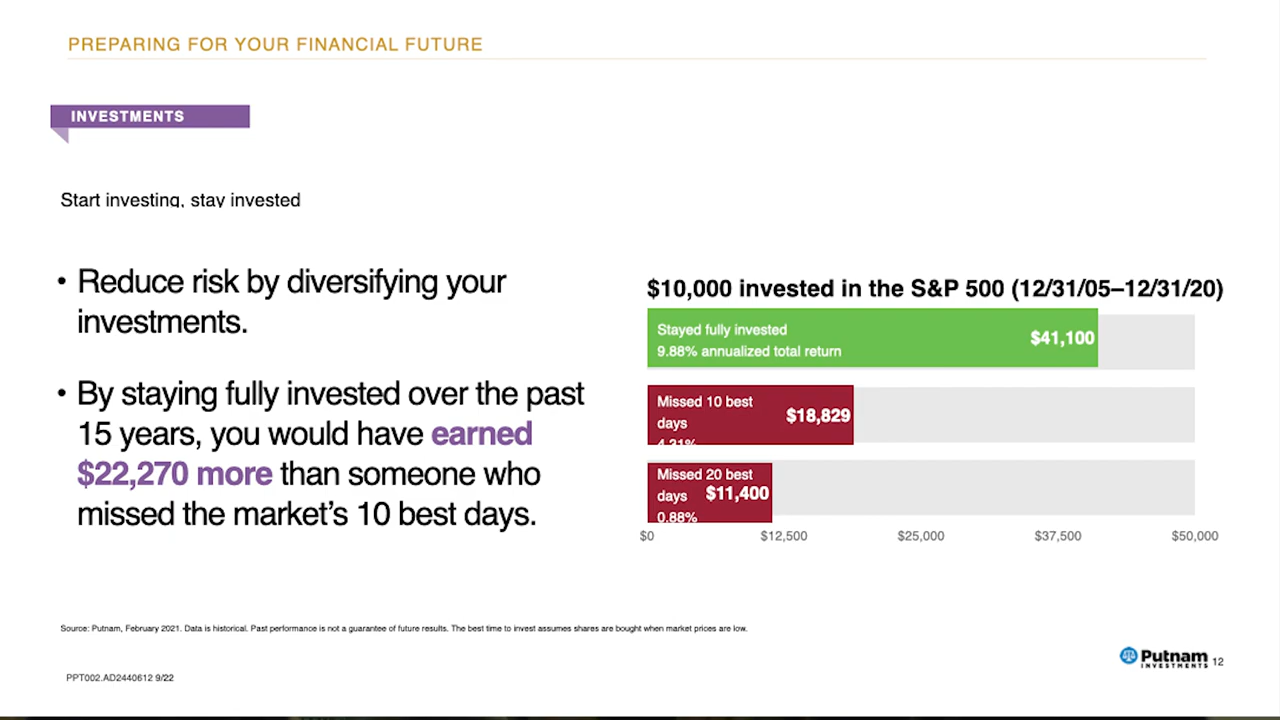 PREPARING FOR YOUR FINANCIAL FUTURE
INVESTMENTS
Start investing, stay invested
• Reduce risk by diversifying your
investments.
• By staying fully invested over the past
15 years, you would have earned
$22,270 more than someone who
missed the market’s 10 best days.
$10,000 invested in the S&P 500 (12/31/05–12/31/20)
Stayed fully invested
9.88% annualized total return
$41,100
Missed 10 best
days
4.31%
$18,829
Missed 20 best
days
0.88%
$11,400
$0
$12,500
$25,000
$37,500
$50,000
Source: Putnam, February 2021. Data is historical. Past performance is not a guarantee of future results. The best time to invest assumes shares are bought when market prices are low.
Putnam
INVESTMENTS
12
PPT002.AD2440612 9/22